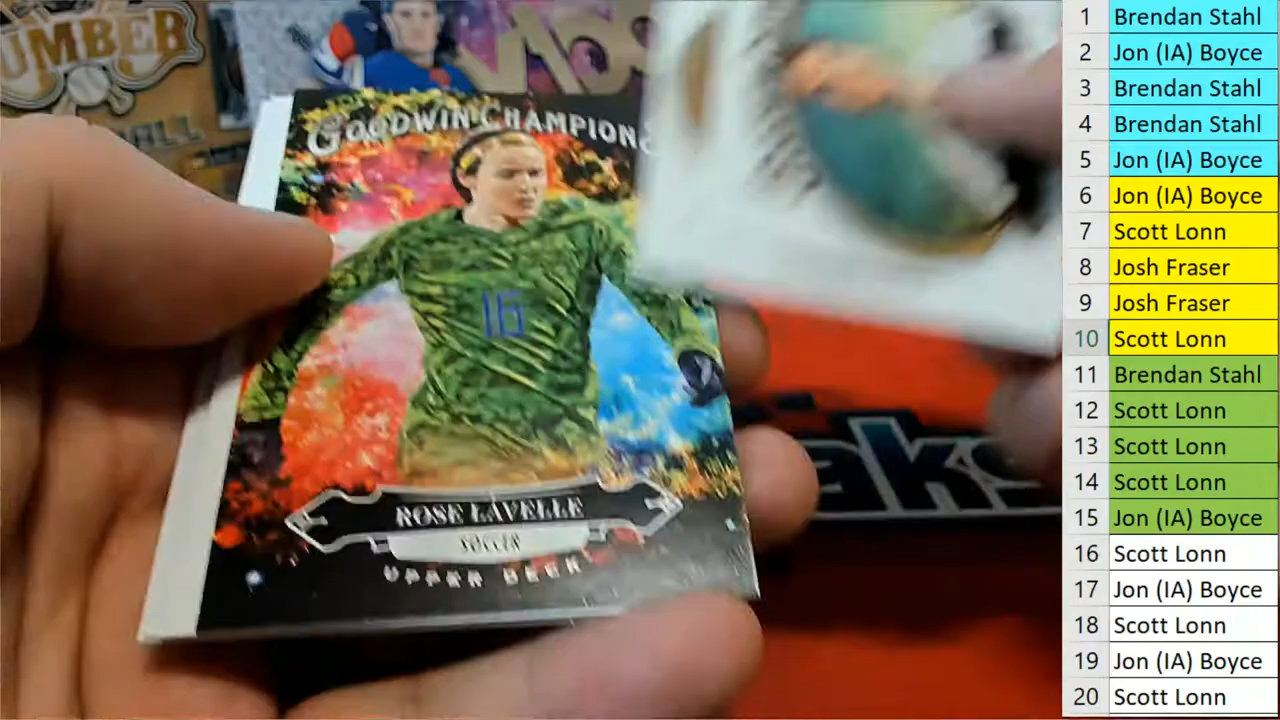 UMBER
ALL
GOODWIN CHAMPIONS
16
ROSE LAVELLE
SOCCER
UPPER DECK
aks
1 Brendan Stahl
2 Jon (IA) Boyce
3 Brendan Stahl
4 Brendan Stahl
5 Jon (IA) Boyce
6 Jon (IA) Boyce
7 Scott Lonn
8 Josh Fraser
9 Josh Fraser
10 Scott Lonn
11 Brendan Stahl
12 Scott Lonn
13 Scott Lonn
14 Scott Lonn
15 Jon (IA) Boyce
16 Scott Lonn
17 Jon (IA) Boyce
18 Scott Lonn
19 Jon (IA) Boyce
20 Scott Lonn